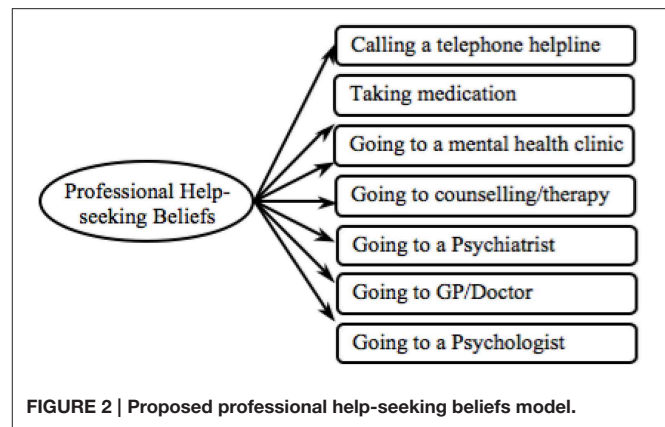 Calling a telephone helpline
Taking medication
Going to a mental health clinic
Professional Help-
seeking Beliefs
Going to counselling/therapy
Going to a Psychiatrist
Going to GP/Doctor
Going to a Psychologist
FIGURE 2 | Proposed professional help-seeking beliefs model.